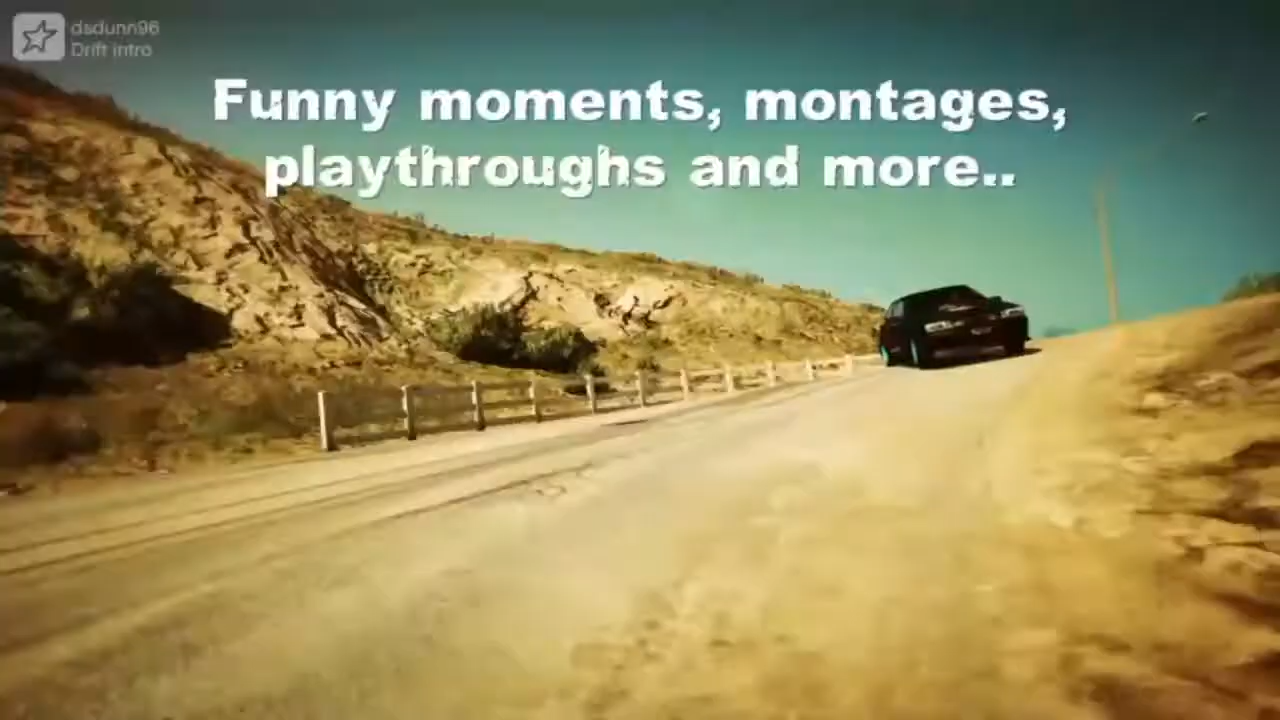 dsdunn96
Drift intro
Funny moments, montages,
playthroughs and more..